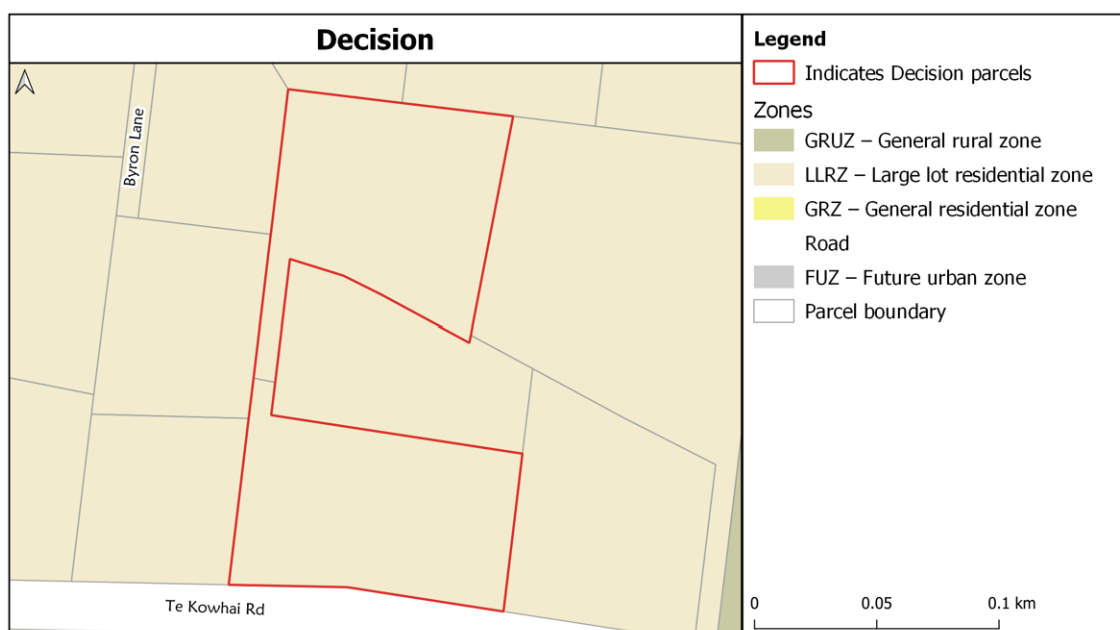 Decision
Byron Lane
Te Kowhai Rd
Legend
Indicates Decision parcels
Zones
GRUZ – General rural zone
LLRZ – Large lot residential zone
GRZ – General residential zone
Road
FUZ – Future urban zone
Parcel boundary
0 0.05 0.1 km